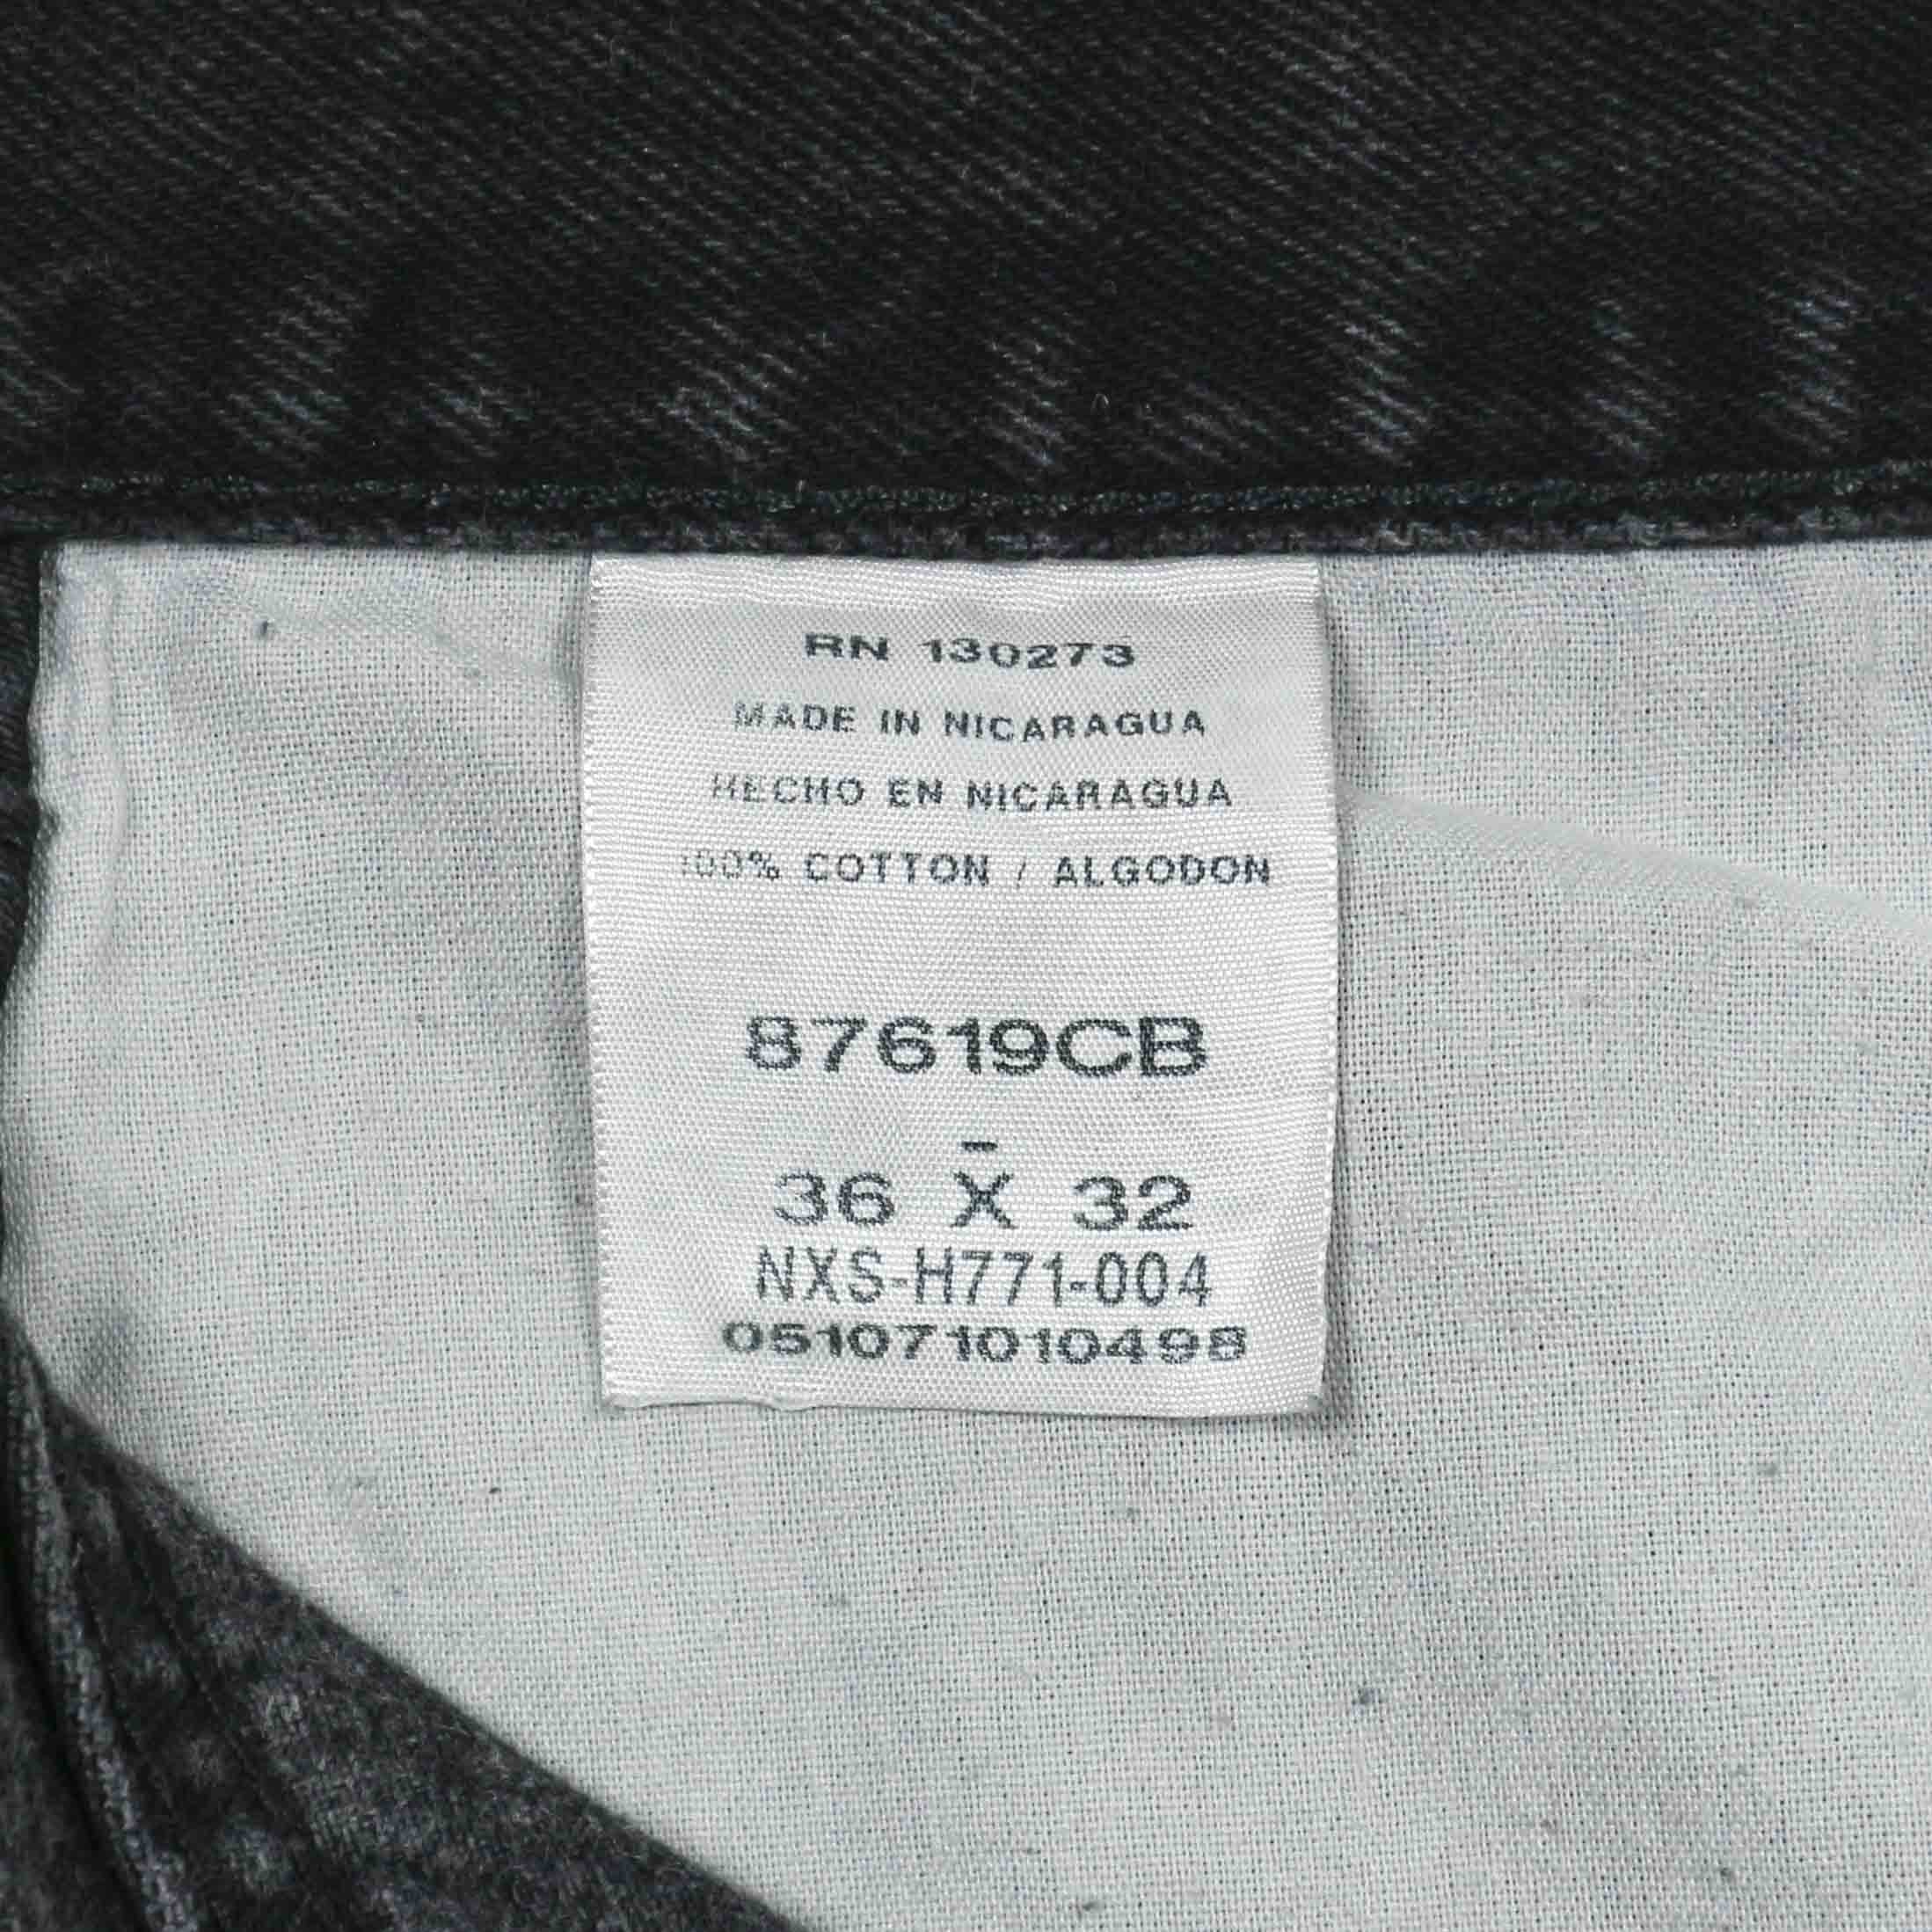 RN 130273
MADE IN NICARAGUA
HECHO EN NICARAGUA
100% COTTON / ALGODON
87619CB
-
36 X 32
NXS-H771-004
051071010498